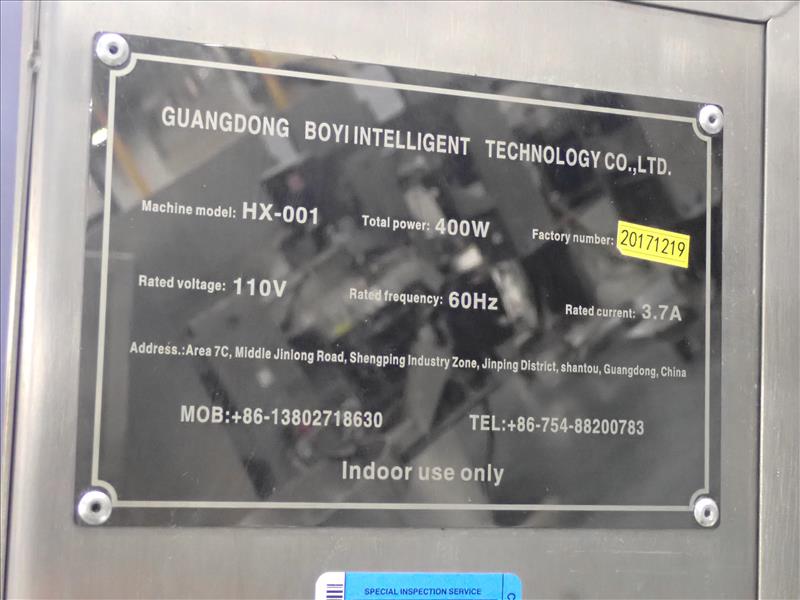 GUANGDONG BOYI INTELLIGENT TECHNOLOGY CO.,LTD.
Machine model: HX-001 Total power: 400W Factory number: 20171219
Rated voltage: 110V Rated frequency: 60Hz Rated current: 3.7A
Address.:Area 7C, Middle Jinlong Road, Shengping Industry Zone, Jinping District, shantou, Guangdong, China
MOB:+86-13802718630 TEL:+86-754-88200783
Indoor use only
SPECIAL INSPECTION SERVICE